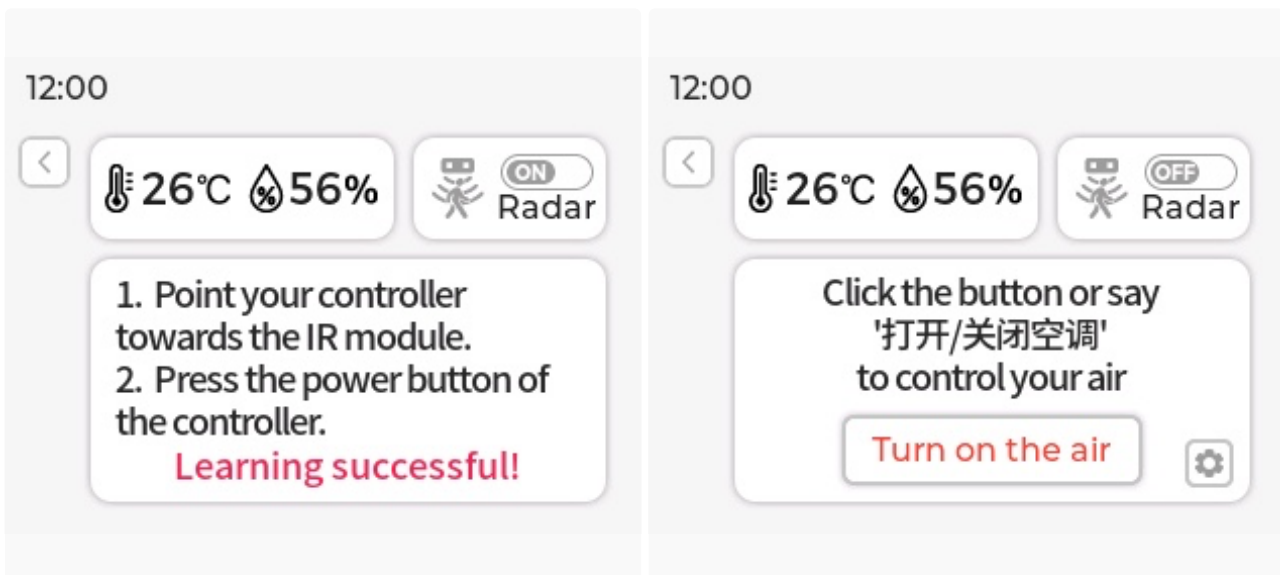 12:00
26℃ 56%
ON
Radar
1. Point your controller
towards the IR module.
2. Press the power button of
the controller.
Learning successful!
12:00
26℃ 56%
OFF
Radar
Click the button or say
'打开/关闭空调'
to control your air
Turn on the air